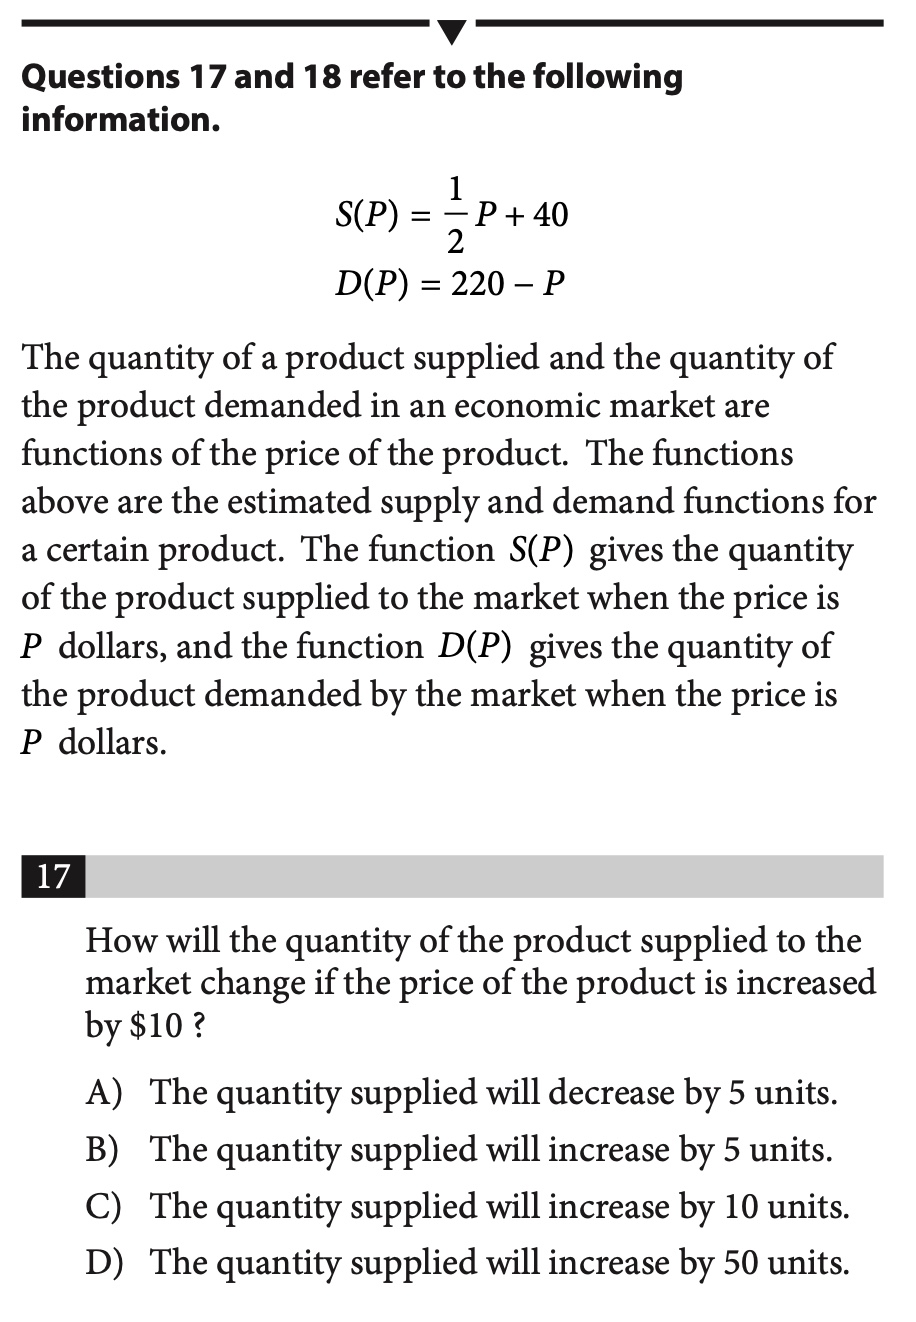 Questions 17 and 18 refer to the following
information.
S(P) = 1/2 P + 40
D(P) = 220 − P
The quantity of a product supplied and the quantity of
the product demanded in an economic market are
functions of the price of the product. The functions
above are the estimated supply and demand functions for
a certain product. The function S(P) gives the quantity
of the product supplied to the market when the price is
P dollars, and the function D(P) gives the quantity of
the product demanded by the market when the price is
P dollars.
17
How will the quantity of the product supplied to the
market change if the price of the product is increased
by $10 ?
A) The quantity supplied will decrease by 5 units.
B) The quantity supplied will increase by 5 units.
C) The quantity supplied will increase by 10 units.
D) The quantity supplied will increase by 50 units.